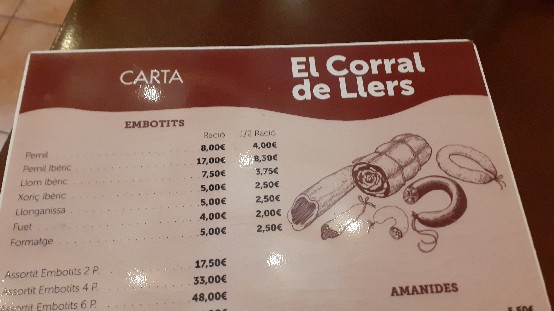 CARTA
El Corral
de Llers
EMBOTITS
Ració 1/2 Ració
Pernil 8,00€ 4,00€
Pernil Ibèric 17,00€ 8,50€
Llom Ibèric 7,50€ 3,75€
Xoriç Ibèric 5,00€ 2,50€
Llonganissa 5,00€ 2,50€
Fuet 4,00€ 2,00€
Formatge 5,00€ 2,50€
Assortit Embotits 2 P. 17,50€
Assortit Embotits 4 P. 33,00€
Assortit Embotits 6 P. 48,00€
AMANIDES